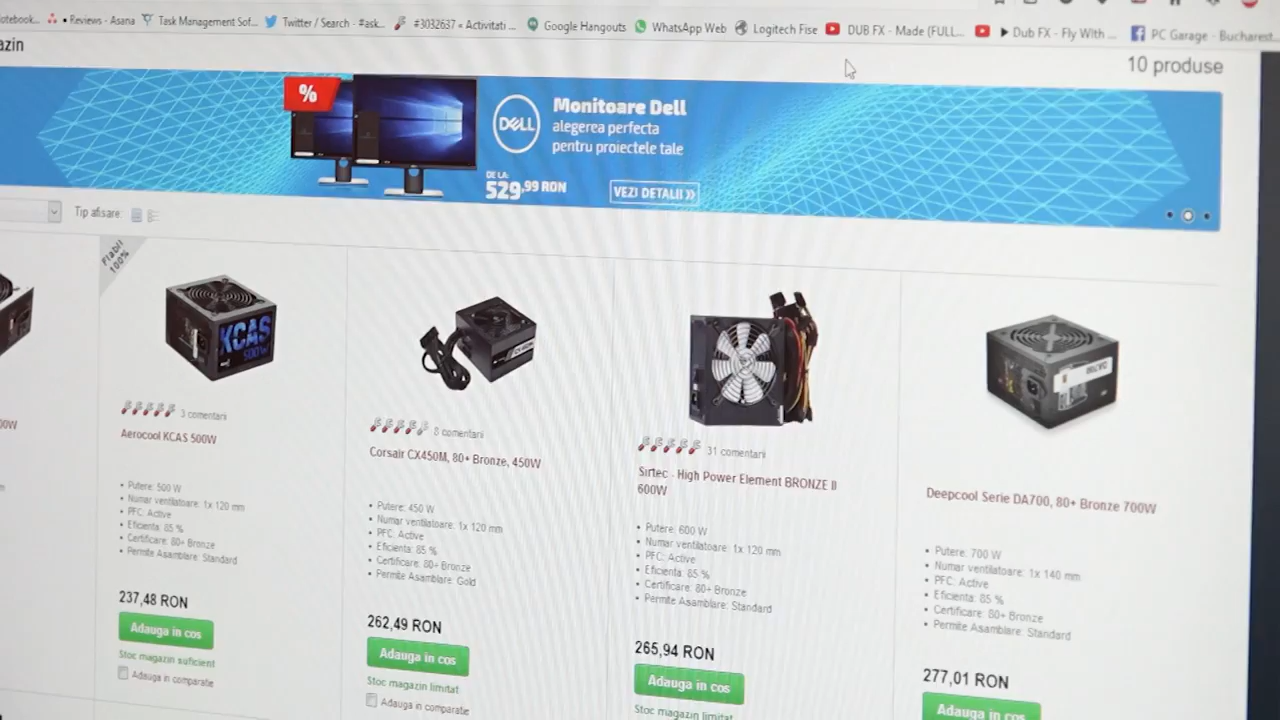 otebook...
Reviews - Asana
Task Management Sof...
Twitter / Search - #ask...
#3032637 « Activitati ...
Google Hangouts
WhatsApp Web
Logitech Fise
DUB FX - Made (FULL...
Dub FX - Fly With ...
PC Garage - Bucharest...
azin
10 produse
%
DELL
Monitoare Dell
alegerea perfecta
pentru proiectele tale
DE LA:
529,99 RON
VEZI DETALII »
Tip afisare:
Fiabil
100%
KCAS
500W
3 comentarii
Aerocool KCAS 500W
• Putere: 500 W
• Numar ventilatoare: 1x 120 mm
• PFC: Active
• Eficienta: 85 %
• Certificare: 80+ Bronze
• Permite Asamblare: Standard
237,48 RON
Adauga in cos
Stoc magazin suficient
Adauga in comparatie
8 comentarii
Corsair CX450M, 80+ Bronze, 450W
• Putere: 450 W
• Numar ventilatoare: 1x 120 mm
• PFC: Active
• Eficienta: 85 %
• Certificare: 80+ Bronze
• Permite Asamblare: Gold
262,49 RON
Adauga in cos
Stoc magazin limitat
Adauga in comparatie
31 comentarii
Sirtec - High Power Element BRONZE II
600W
• Putere: 600 W
• Numar ventilatoare: 1x 120 mm
• PFC: Active
• Eficienta: 85 %
• Certificare: 80+ Bronze
• Permite Asamblare: Standard
265,94 RON
Adauga in cos
Stoc magazin limitat
DA700
Deepcool Serie DA700, 80+ Bronze 700W
• Putere: 700 W
• Numar ventilatoare: 1x 140 mm
• PFC: Active
• Eficienta: 85 %
• Certificare: 80+ Bronze
• Permite Asamblare: Standard
277,01 RON
Adauga in cos